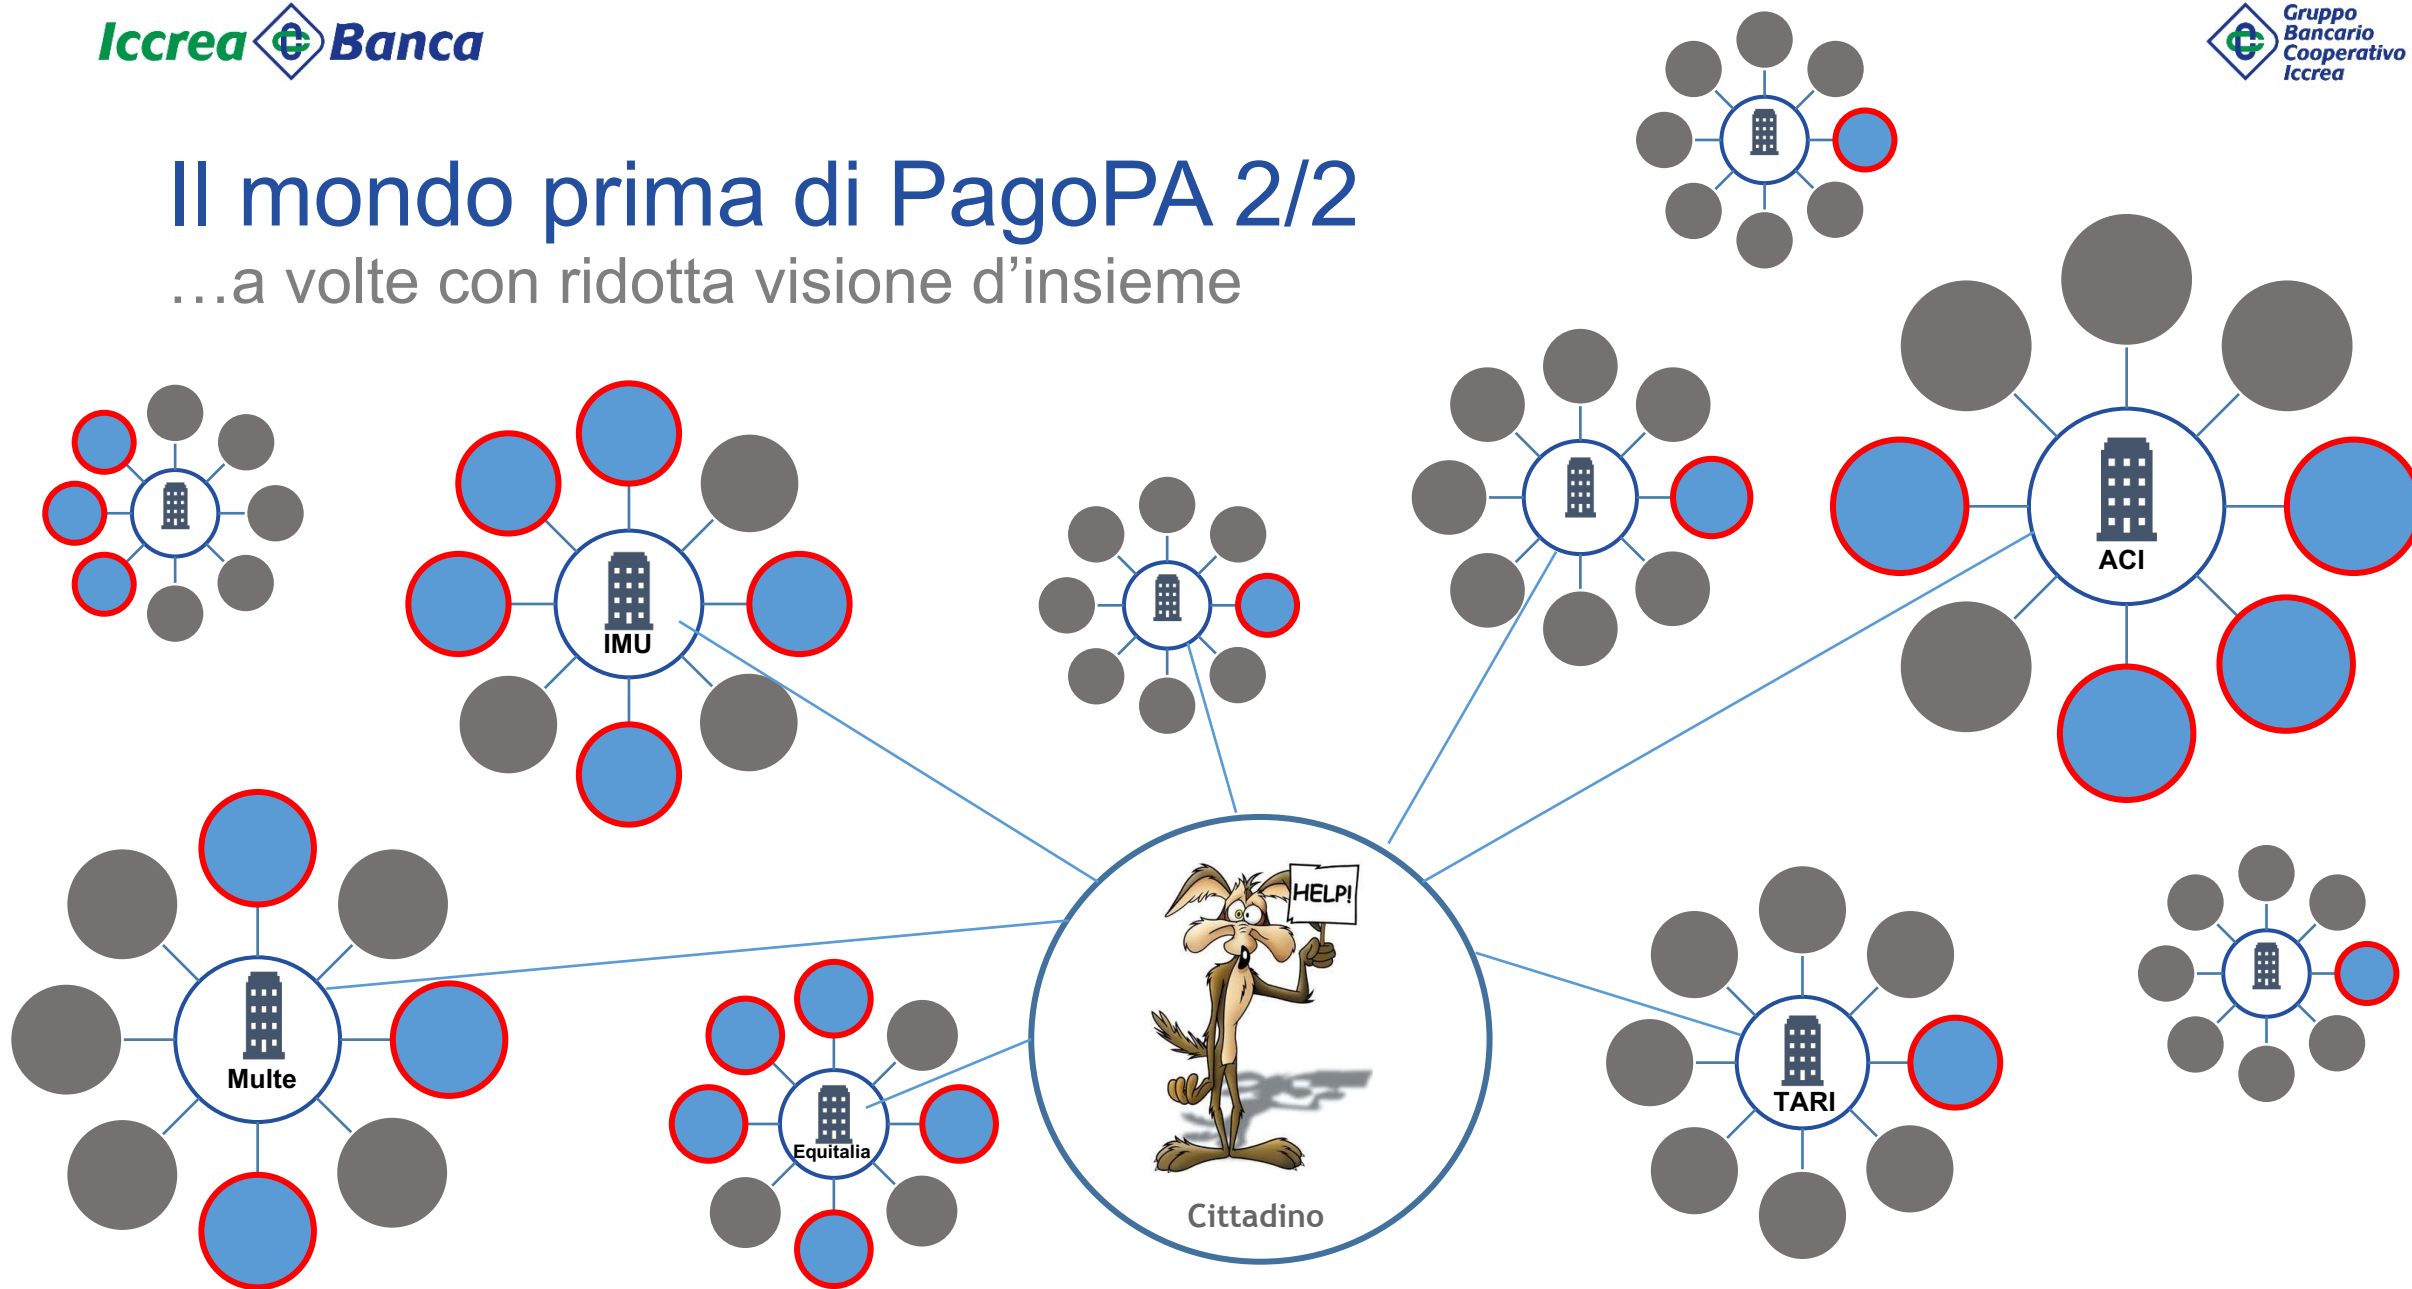 Iccrea Banca
Gruppo
Bancario
Cooperativo
Iccrea
Il mondo prima di PagoPA 2/2
…a volte con ridotta visione d’insieme
IMU
ACI
HELP!
Multe
Equitalia
TARI
Cittadino